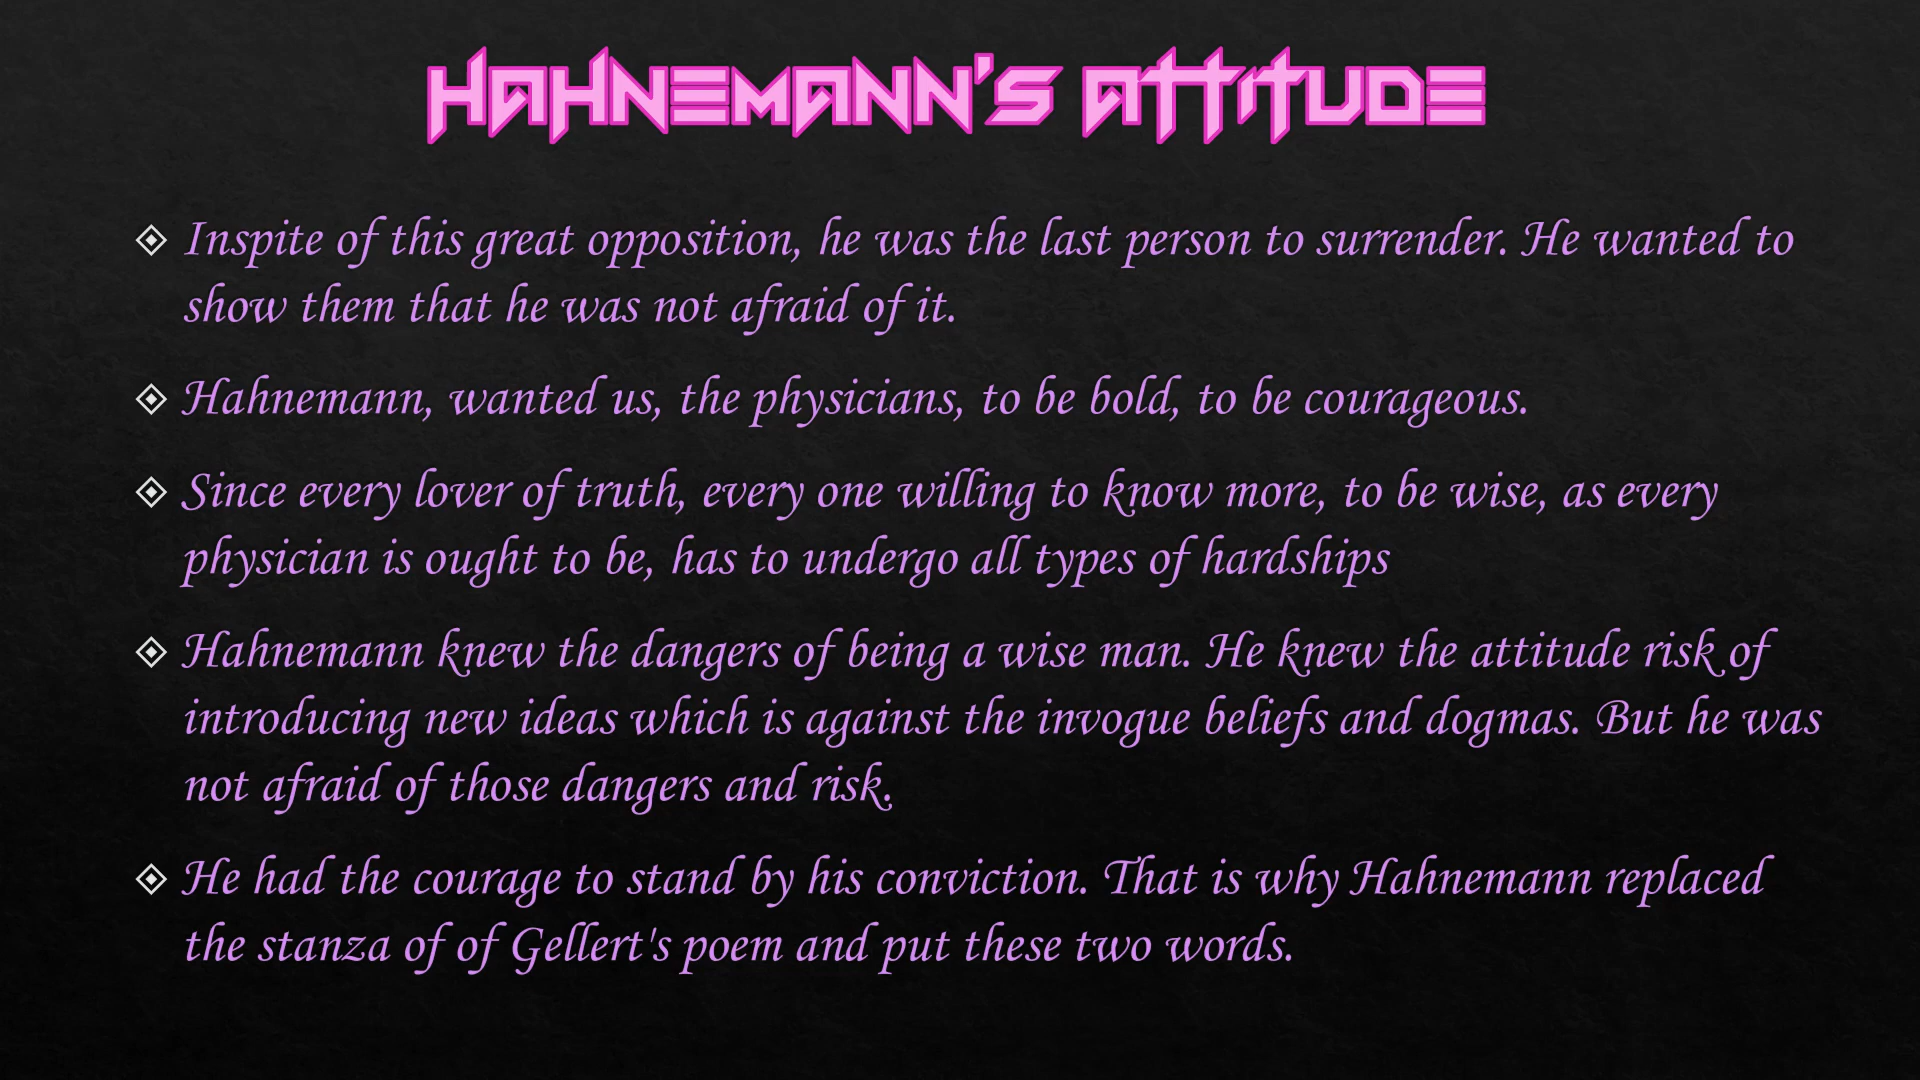 HAHNEMANN'S ATTITUDE
Inspite of this great opposition, he was the last person to surrender. He wanted to
show them that he was not afraid of it.
Hahnemann, wanted us, the physicians, to be bold, to be courageous.
Since every lover of truth, every one willing to know more, to be wise, as every
physician is ought to be, has to undergo all types of hardships
Hahnemann knew the dangers of being a wise man. He knew the attitude risk of
introducing new ideas which is against the invogue beliefs and dogmas. But he was
not afraid of those dangers and risk.
He had the courage to stand by his conviction. That is why Hahnemann replaced
the stanza of of Gellert's poem and put these two words.